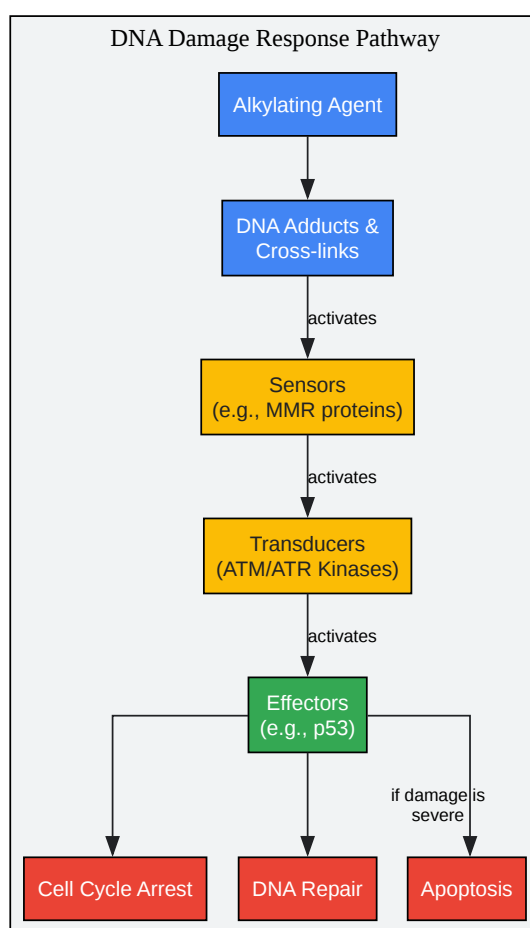 DNA Damage Response Pathway
Alkylating Agent
DNA Adducts &
Cross-links
activates
Sensors
(e.g., MMR proteins)
activates
Transducers
(ATM/ATR Kinases)
activates
Effectors
(e.g., p53)
if damage is
severe
Cell Cycle Arrest
DNA Repair
Apoptosis